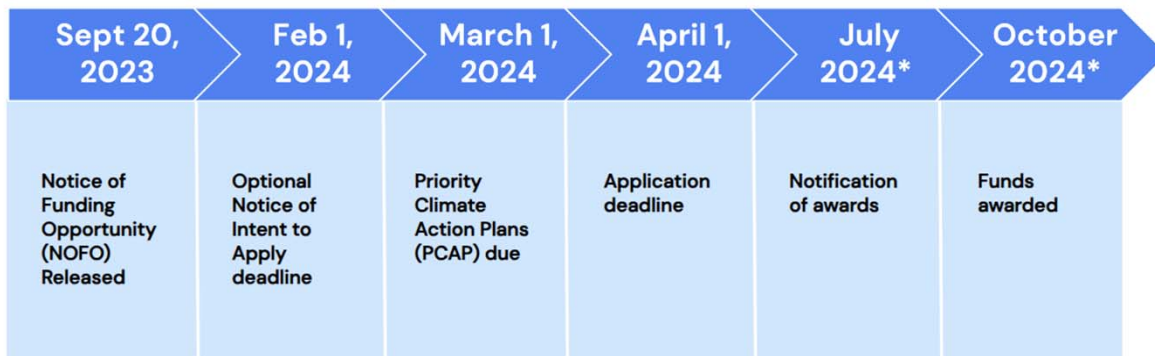 Sept 20,
2023
Feb 1,
2024
March 1,
2024
April 1,
2024
July
2024*
October
2024*
Notice of
Funding
Opportunity
(NOFO)
Released
Optional
Notice of
Intent to
Apply
deadline
Priority
Climate
Action Plans
(PCAP) due
Application
deadline
Notification
of awards
Funds
awarded